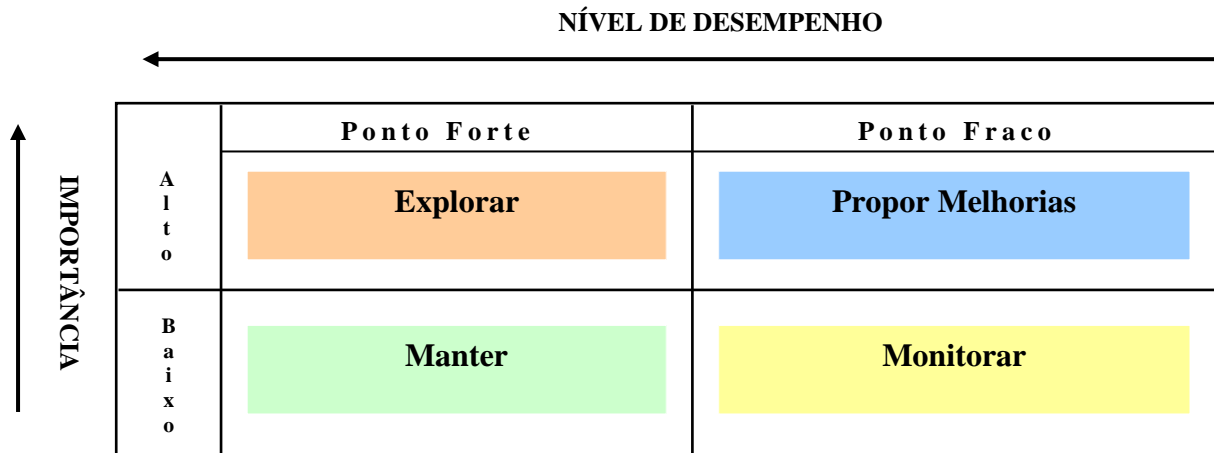 NÍVEL DE DESEMPENHO
Ponto Forte
Ponto Fraco
IMPORTÂNCIA
Alto
Explorar
Propor Melhorias
Baixo
Manter
Monitorar